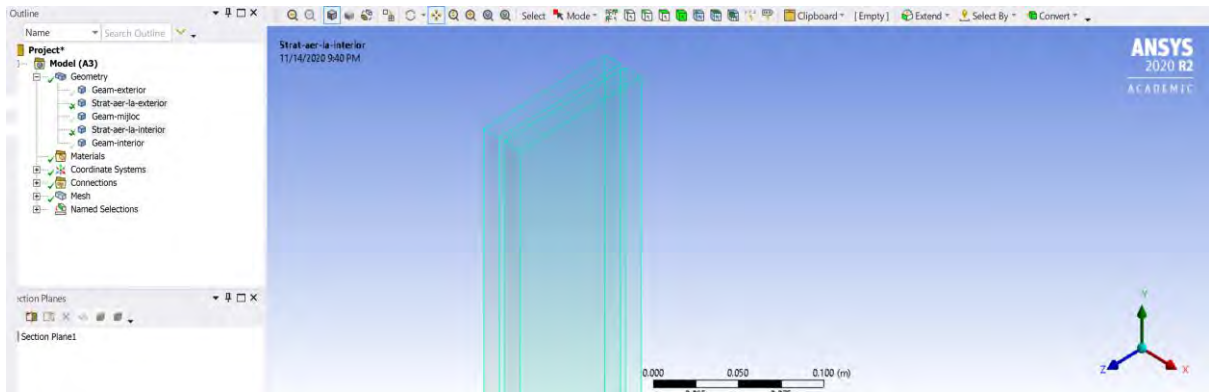 Outline
Name Search Outline
Project*
Model (A3)
Geometry
Geam-exterior
Strat-aer-la-exterior
Geam-mijloc
Strat-aer-la-interior
Geam-interior
Materials
Coordinate Systems
Connections
Mesh
Named Selections
ction Planes
Section Plane1
Select Mode Clipboard [Empty] Extend Select By Convert
Strat-aer-la-interior
11/14/2020 9:40 PM
ANSYS
2020 R2
ACADEMIC
0.000 0.050 0.100 (m)
Y
Z X